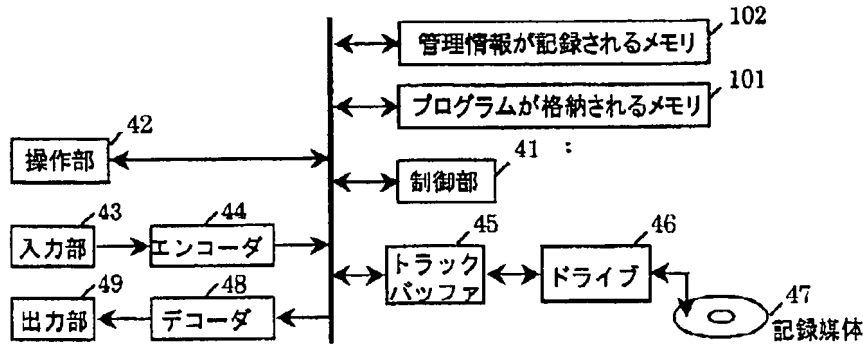 102
管理情報が記録されるメモリ
101
プログラムが格納されるメモリ
42
操作部
41
:
制御部
43
入力部
44
エンコーダ
45
トラック
バッファ
46
ドライブ
47
記録媒体
49
出力部
48
デコーダ